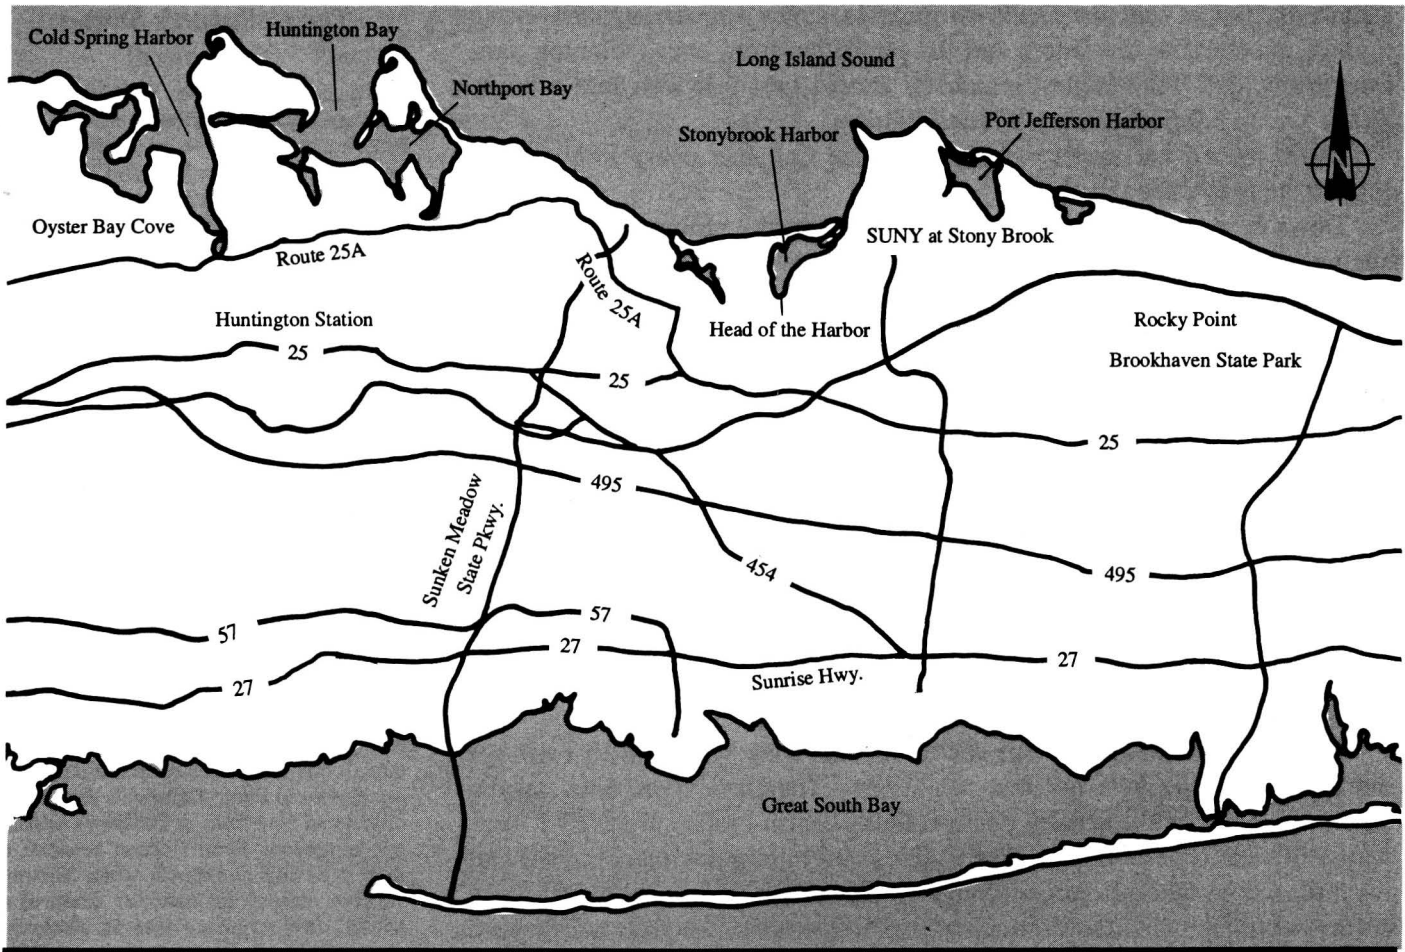 Cold Spring Harbor
Huntington Bay
Long Island Sound
Northport Bay
Stonybrook Harbor
Port Jefferson Harbor
N
Oyster Bay Cove
SUNY at Stony Brook
Route 25A
Route 25A
Huntington Station
Head of the Harbor
Rocky Point
25
Brookhaven State Park
25
25
495
Sunken Meadow
State Pkwy.
454
495
57
57
27
27
27
Sunrise Hwy.
Great South Bay